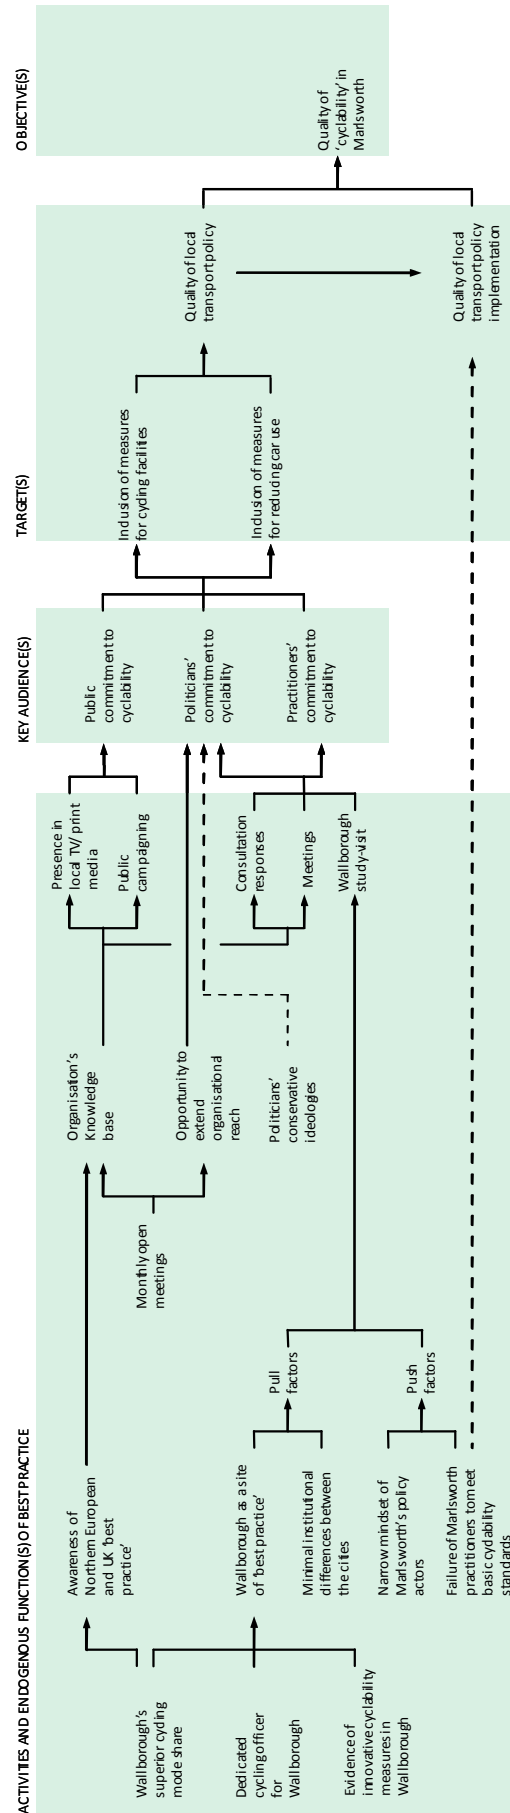 ACTIVITIES AND ENDOGENOUS FUNCTION(S) OF BEST PRACTICE
KEY AUDIENCE(S)
TARGET(S)
OBJECTIVE(S)
Wallborough's
superior cycling
mode share
Dedicated
cycling officer
for
Wallborough
Evidence of
innovative cyclability
measures in
Wallborough
Awareness of
Northern European
and UK 'best
practice'
Wallborough as a site
of 'best practice'
Minimal institutional
differences between
the cities
Narrow mindset of
Marlsworth's policy
actors
Failure of Marlsworth
practitioners to meet
basic cyclability
standards
Pull
factors
Push
factors
Monthly open
meetings
Organisation's
Knowledge
base
Opportunity to
extend
organisational
reach
Politicians'
conservative
ideologies
Presence in
local TV/ print
media
Public
campaigning
Consultation
responses
Meetings
Wallborough
study-visit
Public
commitment to
cyclability
Politicians'
commitment to
cyclability
Practitioners'
commitment to
cyclability
Inclusion of measures
for cycling facilities
Inclusion of measures
for reducing car use
Quality of local
transport policy
Quality of local
transport policy
implementation
Quality of
'cyclability' in
Marlsworth